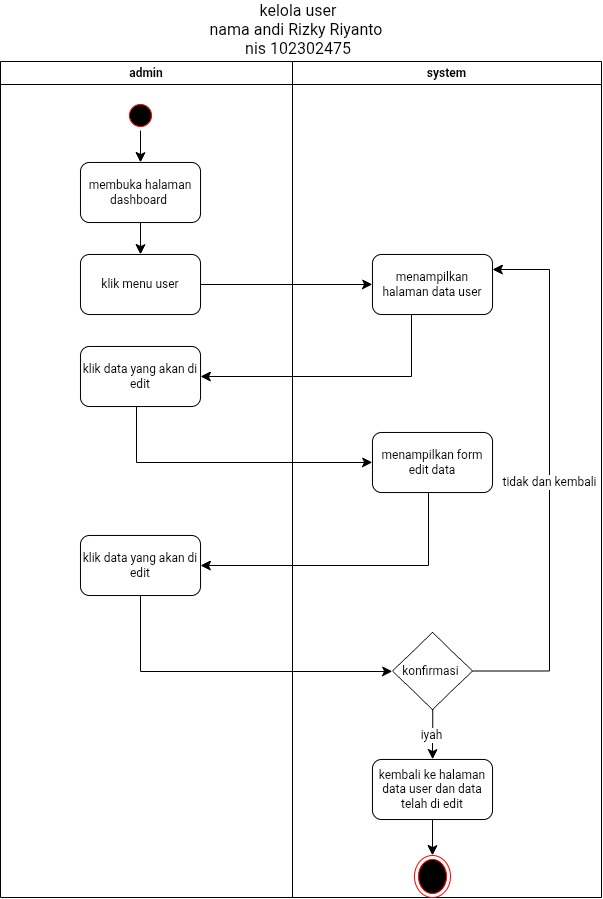 kelola user
nama andi Rizky Riyanto
nis 102302475
admin
system
membuka halaman
dashboard
klik menu user
menampilkan
halaman data user
klik data yang akan di
edit
menampilkan form
edit data
tidak dan kembali
klik data yang akan di
edit
konfirmasi
iyah
kembali ke halaman
data user dan data
telah di edit